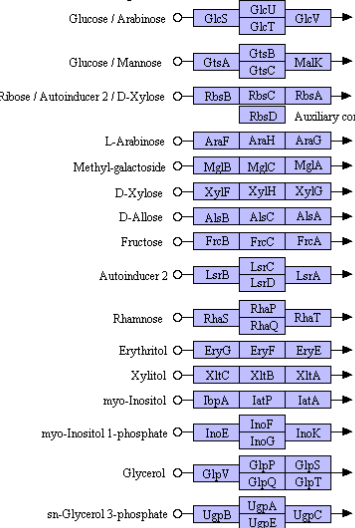 Glucose / Arabinose GlcS GlcU GlcT GlcV
Glucose / Mannose GtsA GtsB GtsC MalK
Ribose / Autoinducer 2 / D-Xylose RbsB RbsC RbsA
RbsD Auxiliary co
L-Arabinose AraF AraH AraG
Methyl-galactoside MglB MglC MglA
D-Xylose XylF XylH XylG
D-Allose AlsB AlsC AlsA
Fructose FrcB FrcC FrcA
Autoinducer 2 LsrB LsrC LsrD LsrA
Rhamnose RhaS RhaP RhaQ RhaT
Erythritol EryG EryF EryE
Xylitol XltC XltB XltA
myo-Inositol IbpA IatP IatA
myo-Inositol 1-phosphate InoE InoF InoG InoK
Glycerol GlpV GlpP GlpQ GlpS GlpT
sn-Glycerol 3-phosphate UgpB UgpA UgpE UgpC